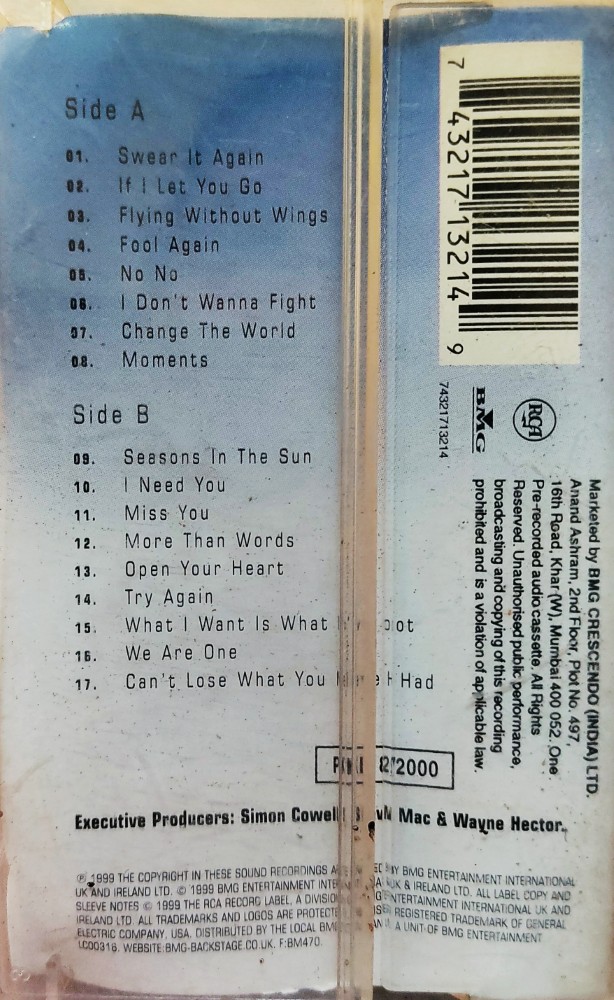 Side A
01. Swear It Again
02. If I Let You Go
03. Flying Without Wings
04. Fool Again
05. No No
06. I Don't Wanna Fight
07. Change The World
08. Moments
Side B
09. Seasons In The Sun
10. I Need You
11. Miss You
12. More Than Words
13. Open Your Heart
14. Try Again
15. What I Want Is What
16. We Are One
17. Can't Lose What You Had
2000
Executive Producers: Simon Cowell Mac & Wayne Hector.
℗ 1999 THE COPYRIGHT IN THESE SOUND RECORDINGS BY BMG ENTERTAINMENT INTERNATIONAL
UK AND IRELAND LTD. © 1999 BMG ENTERTAINMENT UK & IRELAND LTD. ALL LABEL COPY AND
SLEEVE NOTES © 1999 THE RCA RECORD LABEL, A DIVISION ENTERTAINMENT INTERNATIONAL UK AND
IRELAND LTD. ALL TRADEMARKS AND LOGOS ARE REGISTERED TRADEMARK OF GENERAL
ELECTRIC COMPANY, USA. DISTRIBUTED BY THE LOCAL A UNIT OF BMG ENTERTAINMENT
LC00316. WEBSITE:BMG-BACKSTAGE.CO.UK. F:BM470
7 43217 13214 9
74321713214
BMG
RCA
Marketed by BMG CRESCENDO (INDIA) LTD.
Anand Ashram, 2nd Floor, Plot No. 497,
16th Road, Khar (W), Mumbai 400 052. One
Pre-recorded audio cassette. All Rights
Reserved. Unauthorised public performance,
broadcasting and copying of this recording
prohibited and is a violation of applicable law.